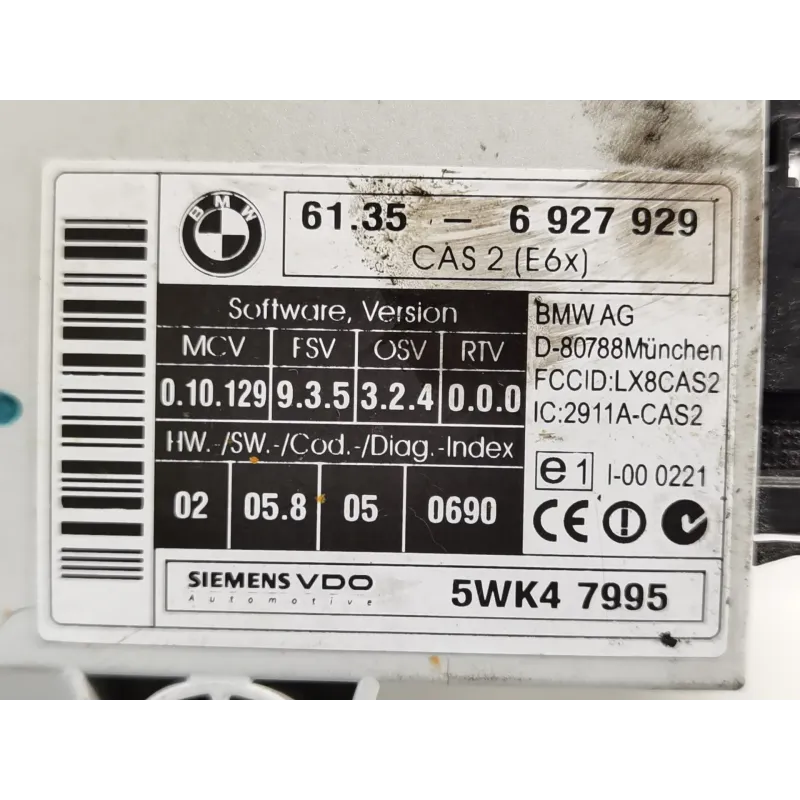 BMW
61.35 – 6 927 929
CAS 2 (E6x)
Software, Version
MCV FSV OSV RTV
0.10.129 9.3.5 3.2.4 0.0.0
HW.-/SW.-/Cod.-/Diag.-Index
02 05.8 05 0690
BMW AG
D-80788München
FCCID:LX8CAS2
IC:2911A-CAS2
e1 I-00 0221
CE
SIEMENS VDO
Automotive
5WK4 7995